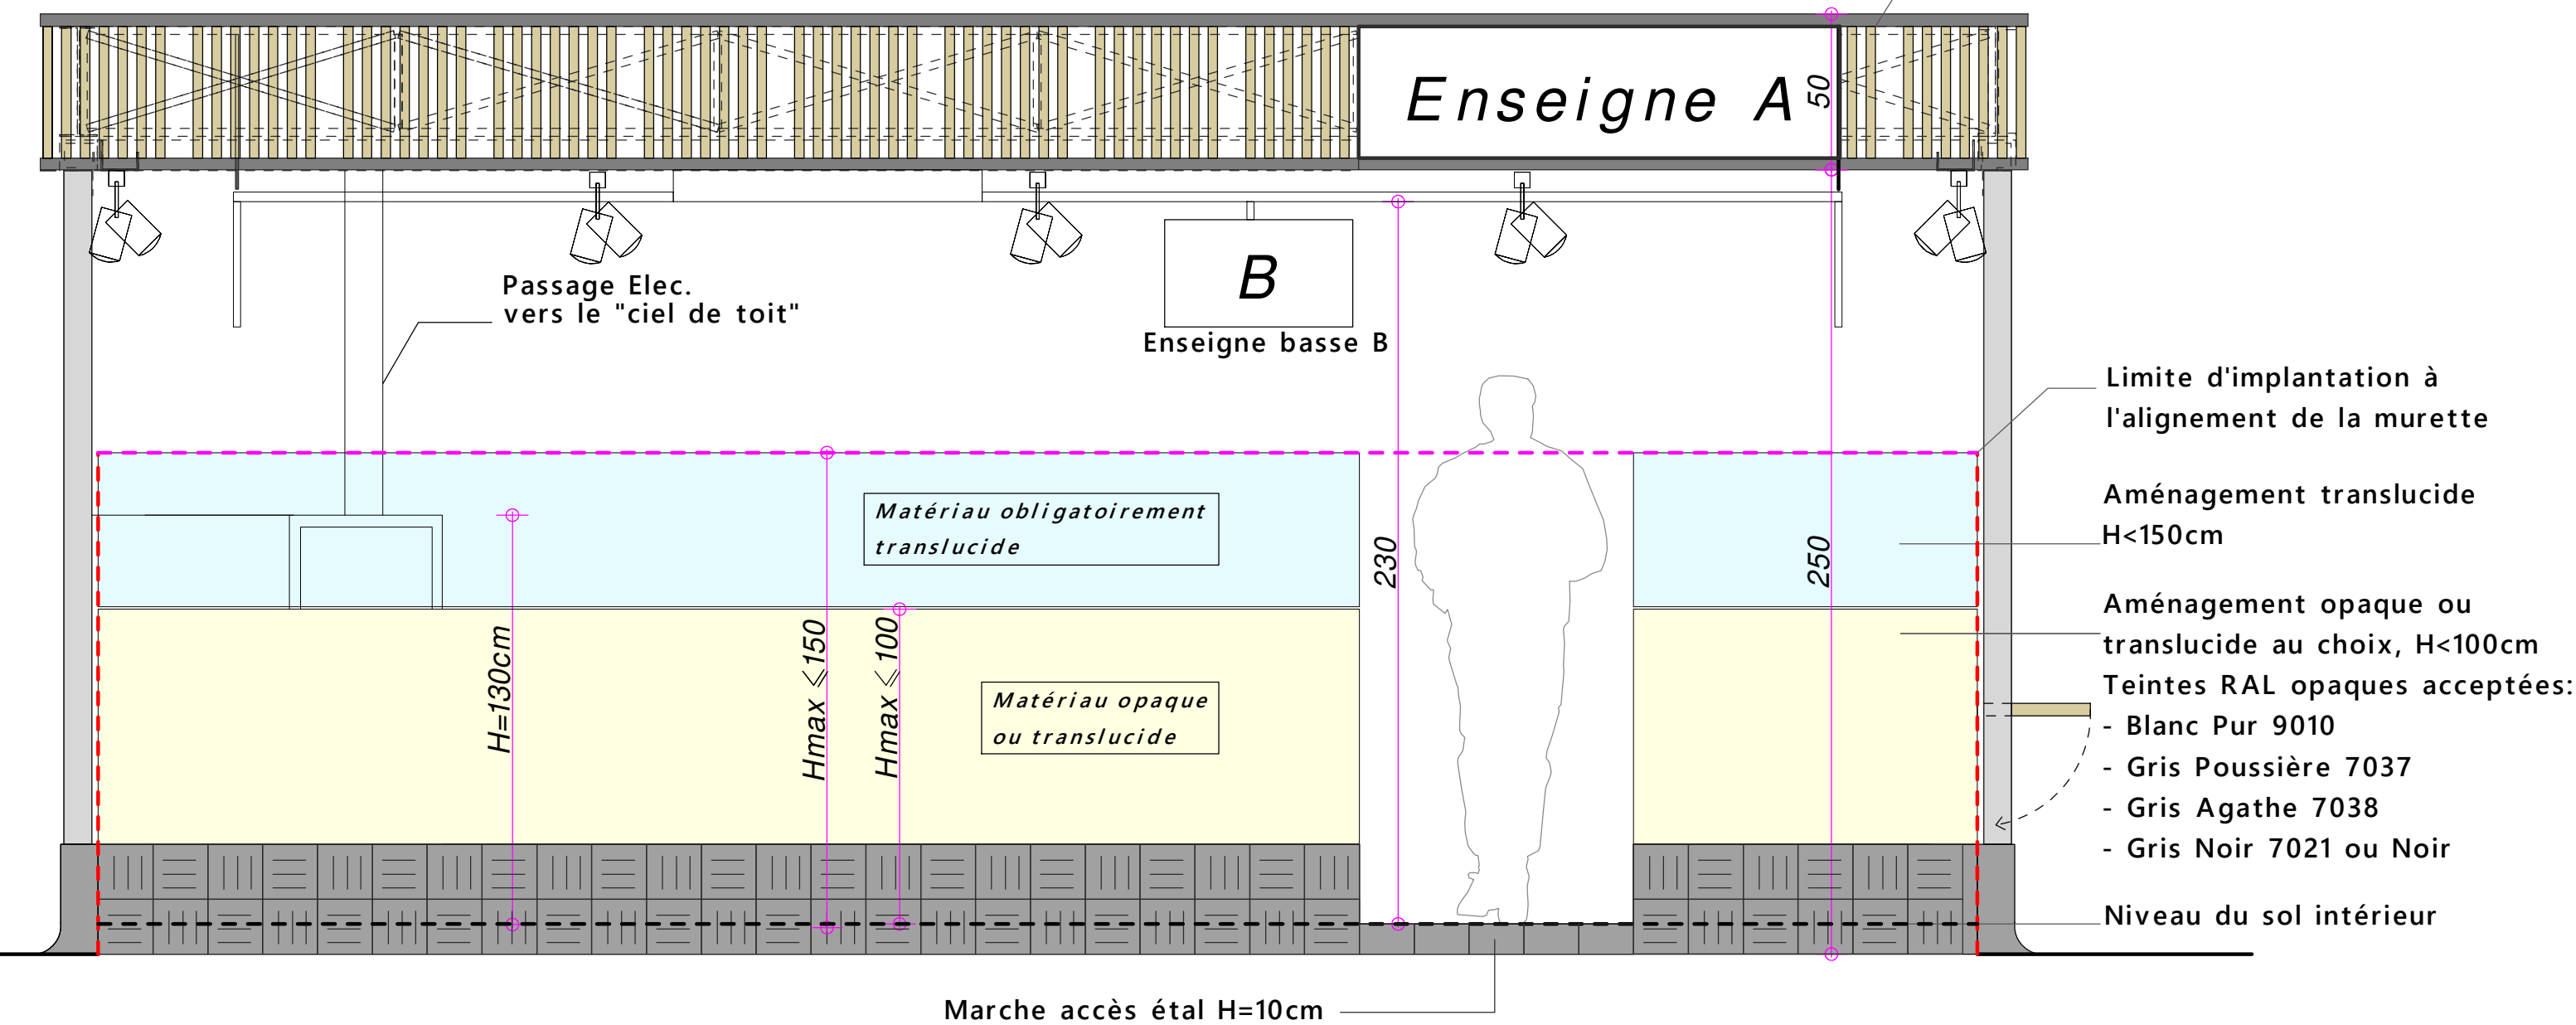 Enseigne A
50
B
Enseigne basse B
Passage Elec.
vers le "ciel de toit"
Limite d'implantation à
l'alignement de la murette
Matériau obligatoirement
translucide
Aménagement translucide
H<150cm
230
250
Aménagement opaque ou
translucide au choix, H<100cm
Teintes RAL opaques acceptées:
- Blanc Pur 9010
- Gris Poussière 7037
- Gris Agathe 7038
- Gris Noir 7021 ou Noir
H=130cm
Hmax ⩽150
Hmax ⩽100
Matériau opaque
ou translucide
Niveau du sol intérieur
Marche accès étal H=10cm